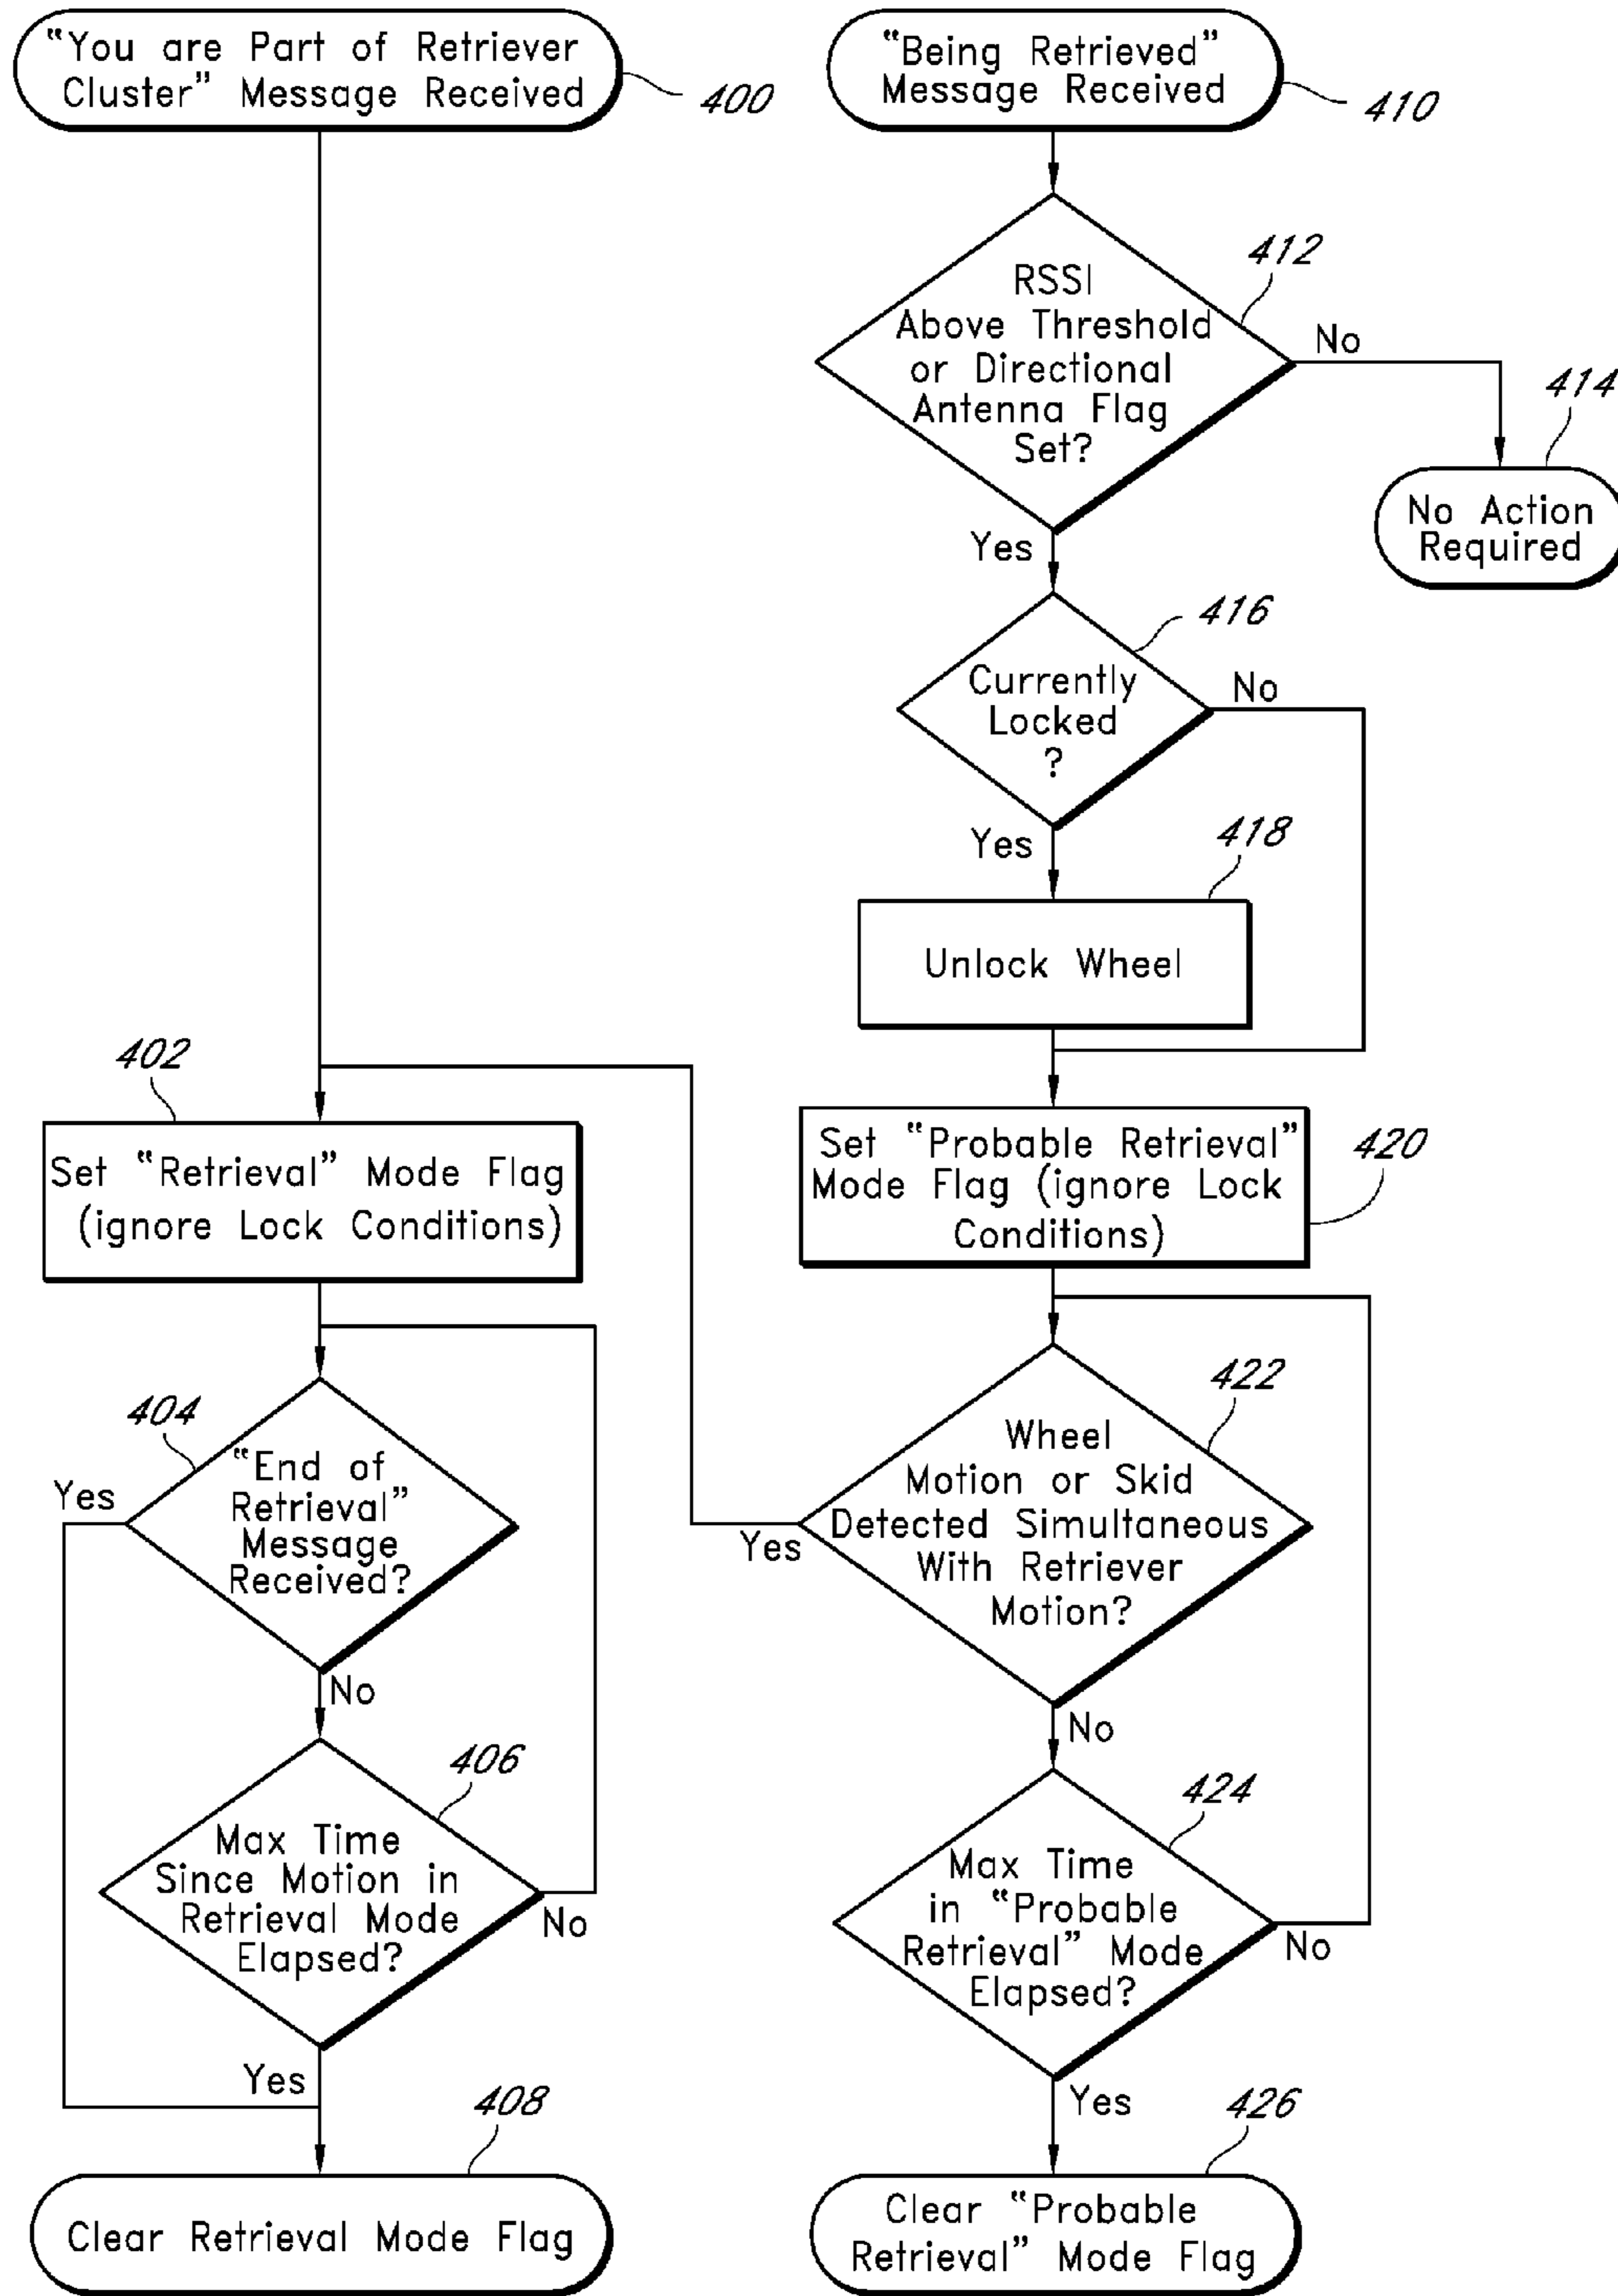 “You are Part of Retriever
Cluster” Message Received
400
“Being Retrieved”
Message Received
410
RSSI
Above Threshold
or Directional
Antenna Flag
Set?
412
No
414
No Action
Required
Yes
416
Currently
Locked
?
No
Yes
418
Unlock Wheel
402
Set “Retrieval” Mode Flag
(ignore Lock Conditions)
Set “Probable Retrieval”
Mode Flag (ignore Lock
Conditions)
420
404
“End of
Retrieval”
Message
Received?
Yes
No
422
Wheel
Motion or Skid
Detected Simultaneous
With Retriever
Motion?
Yes
No
406
Max Time
Since Motion in
Retrieval Mode
Elapsed?
No
Yes
424
Max Time
in “Probable
Retrieval” Mode
Elapsed?
No
Yes
408
Clear Retrieval Mode Flag
426
Clear “Probable
Retrieval” Mode Flag